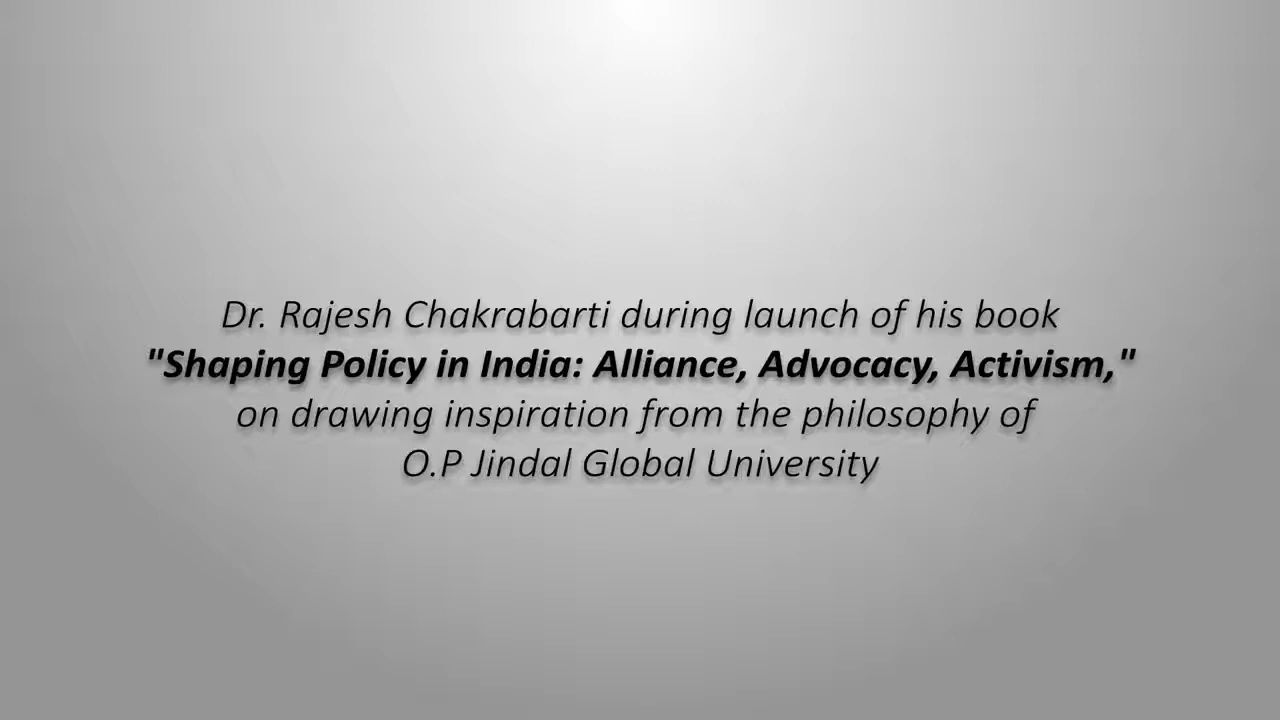 Dr. Rajesh Chakrabarti during launch of his book
"Shaping Policy in India: Alliance, Advocacy, Activism,"
on drawing inspiration from the philosophy of
O.P Jindal Global University